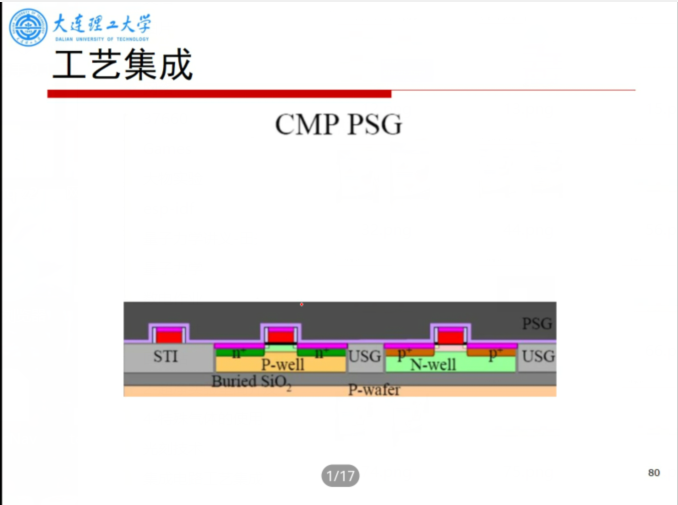 大连理工大学
DALIAN UNIVERSITY OF TECHNOLOGY
工艺集成
CMP PSG
PSG
STI
n+
n+
USG
p+
p+
USG
P-well
N-well
Buried SiO2
P-wafer
1/17
80